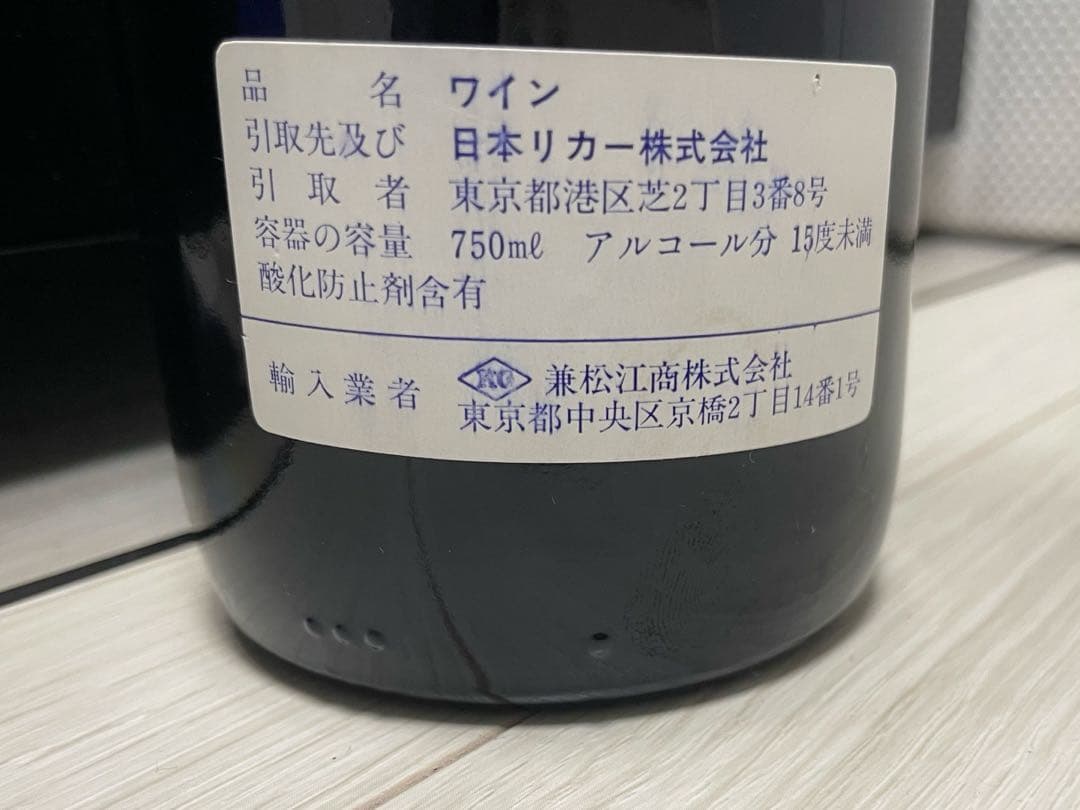 品名 ワイン
引取先及び 日本リカー株式会社
引取者 東京都港区芝2丁目3番8号
容器の容量 750mℓ アルコール分 15度未満
酸化防止剤含有
輸入業者 KG 兼松江商株式会社
東京都中央区京橋2丁目14番1号